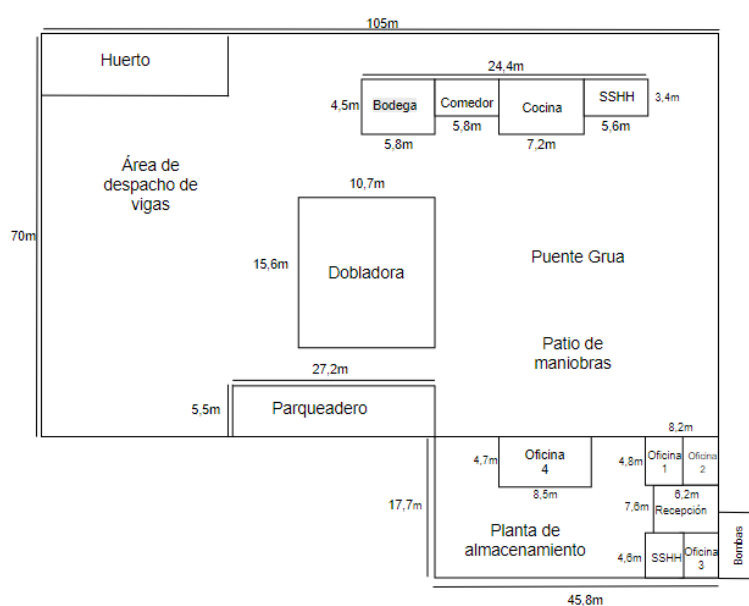 105m
Huerto
24,4m
4,5m
Bodega
Comedor
Cocina
SSHH
3,4m
5,8m
5,8m
7,2m
5,6m
Área de
despacho de
vigas
10,7m
70m
15,6m
Dobladora
Puente Grua
Patio de
maniobras
27,2m
5,5m
Parqueadero
8,2m
4,7m
Oficina
4
8,5m
4,8m
Oficina
1
Oficina
2
17,7m
7,6m
6,2m
Recepción
Planta de
almacenamiento
4,6m
SSHH
Oficina
3
Bombas
45,8m